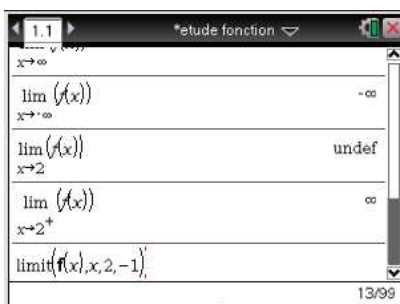 1.1 *etude fonction
x→∞
lim (f(x)) -∞
x→-∞
lim(f(x)) undef
x→2
lim (f(x)) ∞
x→2⁺
limit(f(x),x,2,-1)
13/99